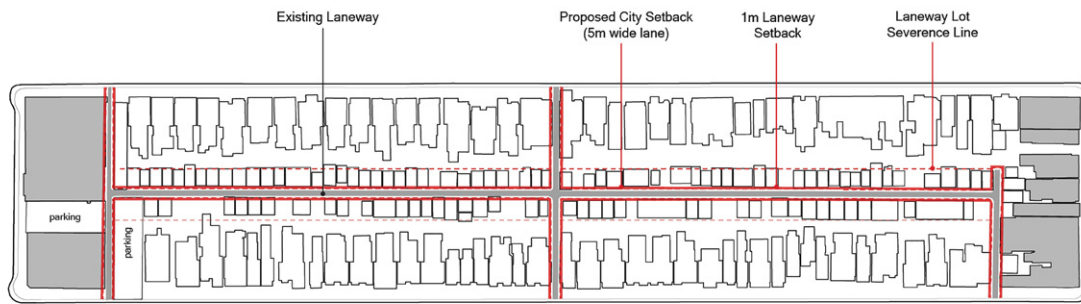 Existing Laneway
Proposed City Setback
(5m wide lane)
1m Laneway
Setback
Laneway Lot
Severence Line
parking
parking